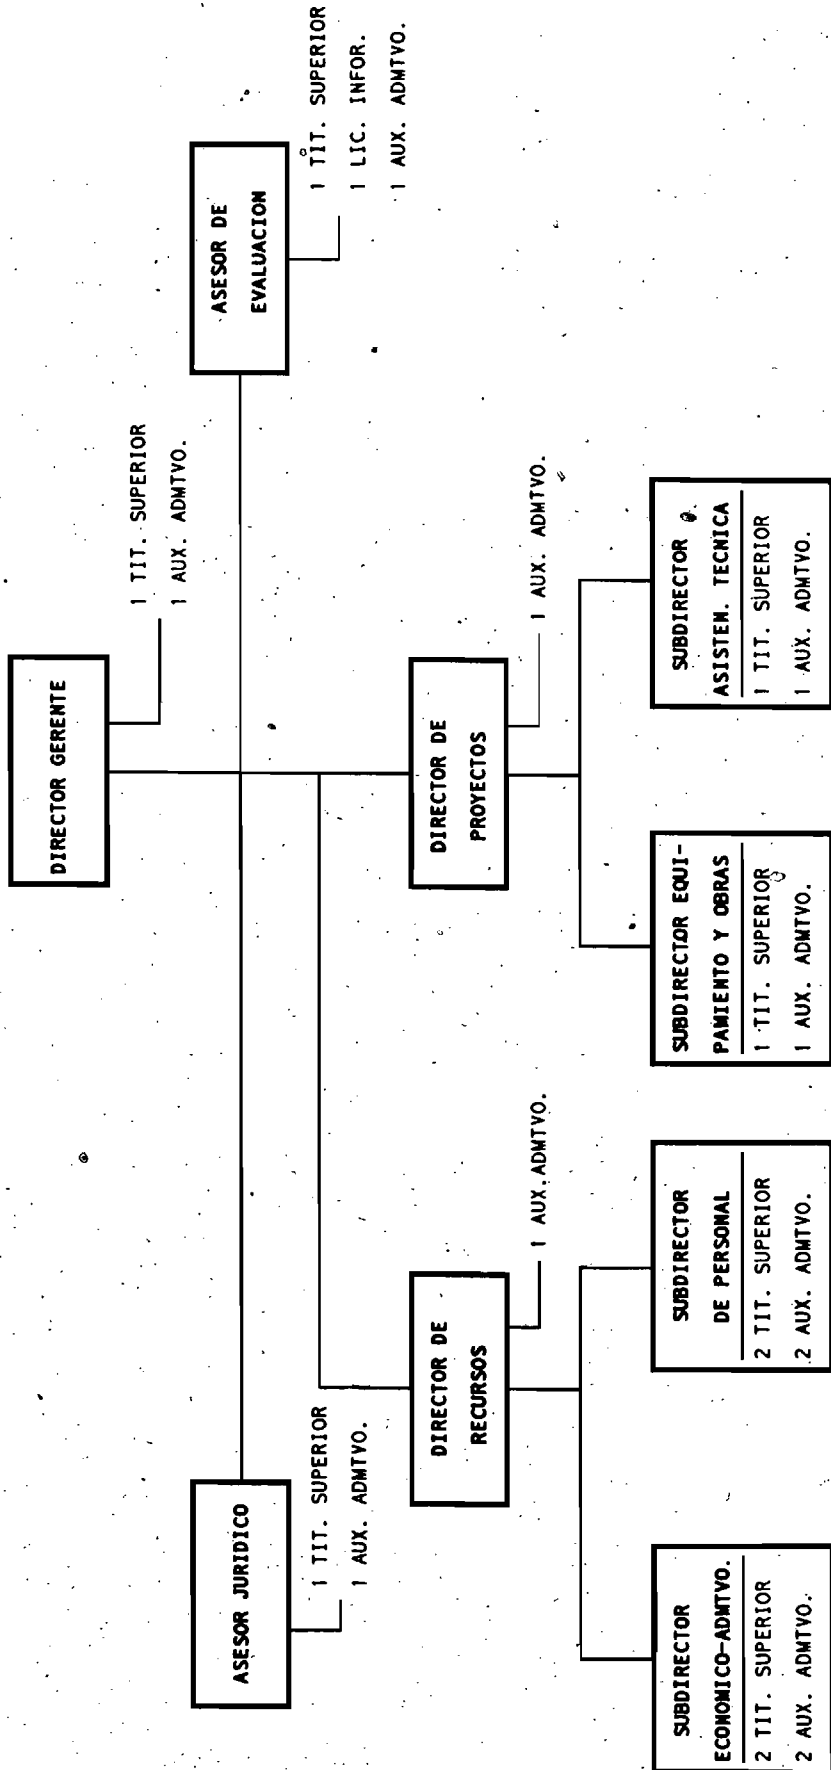 DIRECTOR GERENTE
1 TIT. SUPERIOR
1 AUX. ADMTVO.
ASESOR JURIDICO
1 TIT. SUPERIOR
1 AUX. ADMTVO.
ASESOR DE
EVALUACION
1 TIT. SUPERIOR
1 LIC. INFOR.
1 AUX. ADMTVO.
DIRECTOR DE
RECURSOS
1 AUX. ADMTVO.
DIRECTOR DE
PROYECTOS
1 AUX. ADMTVO.
SUBDIRECTOR
ECONOMICO-ADMTVO.
2 TIT. SUPERIOR
2 AUX. ADMTVO.
SUBDIRECTOR
DE PERSONAL
2 TIT. SUPERIOR
2 AUX. ADMTVO.
SUBDIRECTOR EQUI-
PAMIENTO Y OBRAS
1 TIT. SUPERIOR
1 AUX. ADMTVO.
SUBDIRECTOR
ASISTEN. TECNICA
1 TIT. SUPERIOR
1 AUX. ADMTVO.